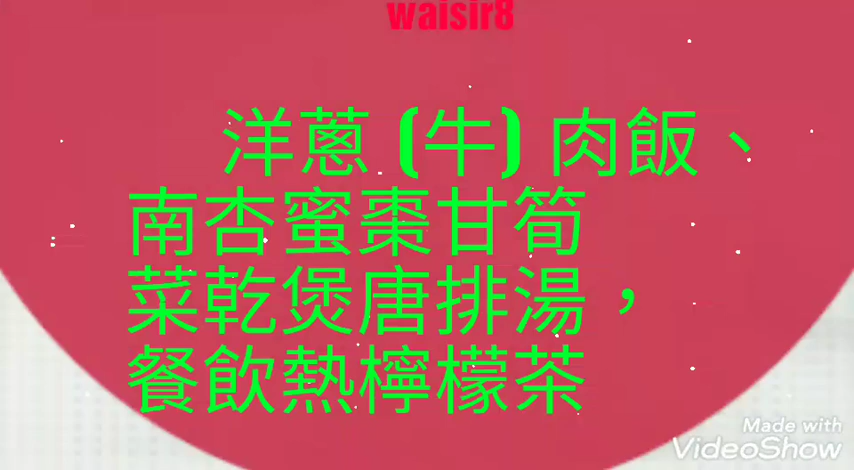 waisir8
洋蔥 (牛) 肉飯、
南杏蜜棗甘筍
菜乾煲唐排湯，
餐飲熱檸檬茶
Made with
VideoShow